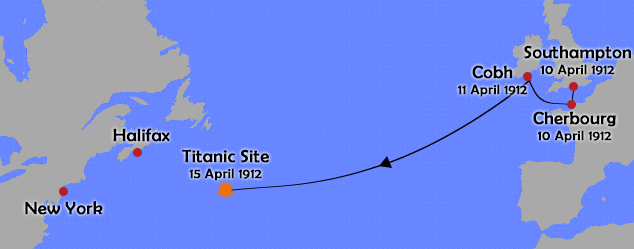 Southampton
10 April 1912
Cobh
11 April 1912
Cherbourg
10 April 1912
Halifax
Titanic Site
15 April 1912
New York